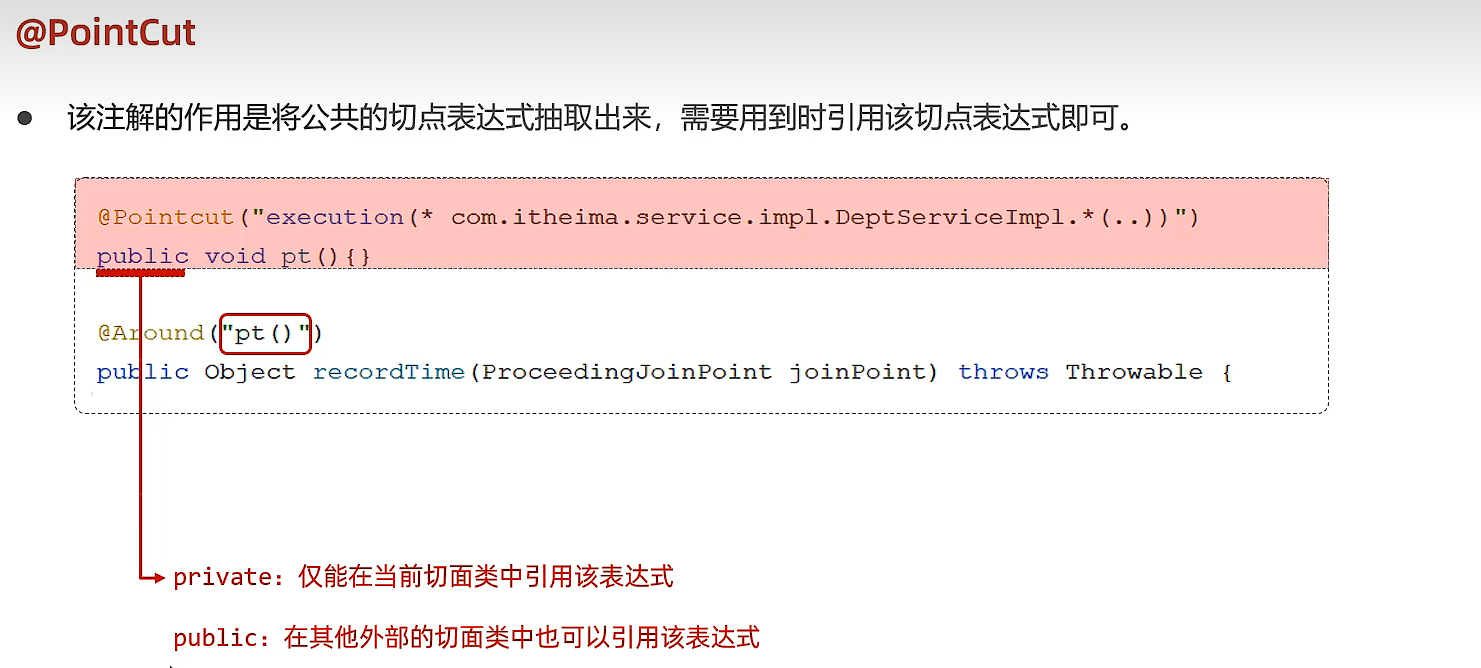 @PointCut
● 该注解的作用是将公共的切点表达式抽取出来，需要用到时引用该切点表达式即可。
@Pointcut("execution(* com.itheima.service.impl.DeptServiceImpl.*(..))")
public void pt(){}
@Around("pt()")
public Object recordTime(ProceedingJoinPoint joinPoint) throws Throwable {
private：仅能在当前切面类中引用该表达式
public：在其他外部的切面类中也可以引用该表达式